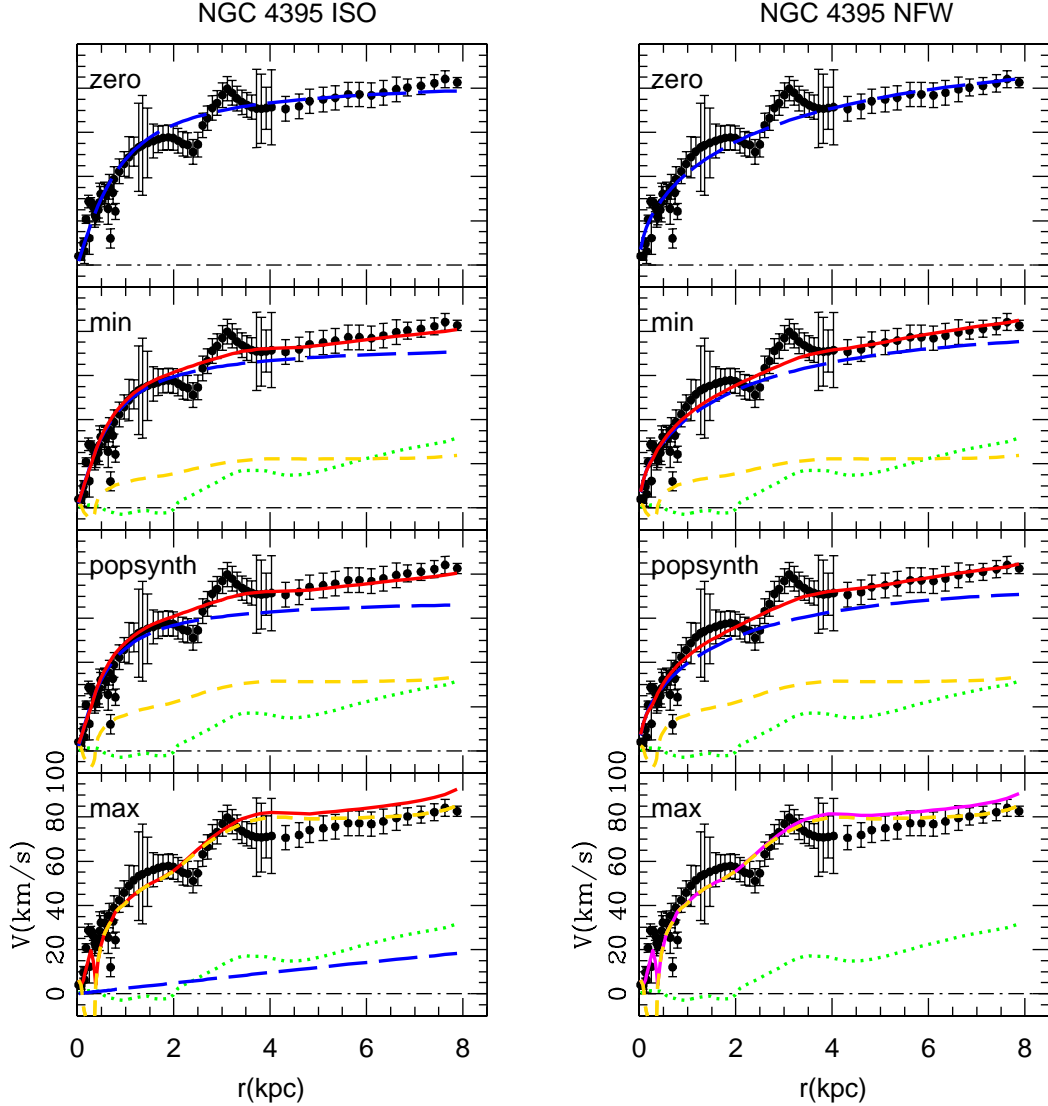 NGC 4395 ISO
NGC 4395 NFW
zero
zero
min
min
popsynth
popsynth
max
max
V(km/s)
0 20 40 60 80 100
V(km/s)
0 20 40 60 80 100
0 2 4 6 8
0 2 4 6 8
r(kpc)
r(kpc)